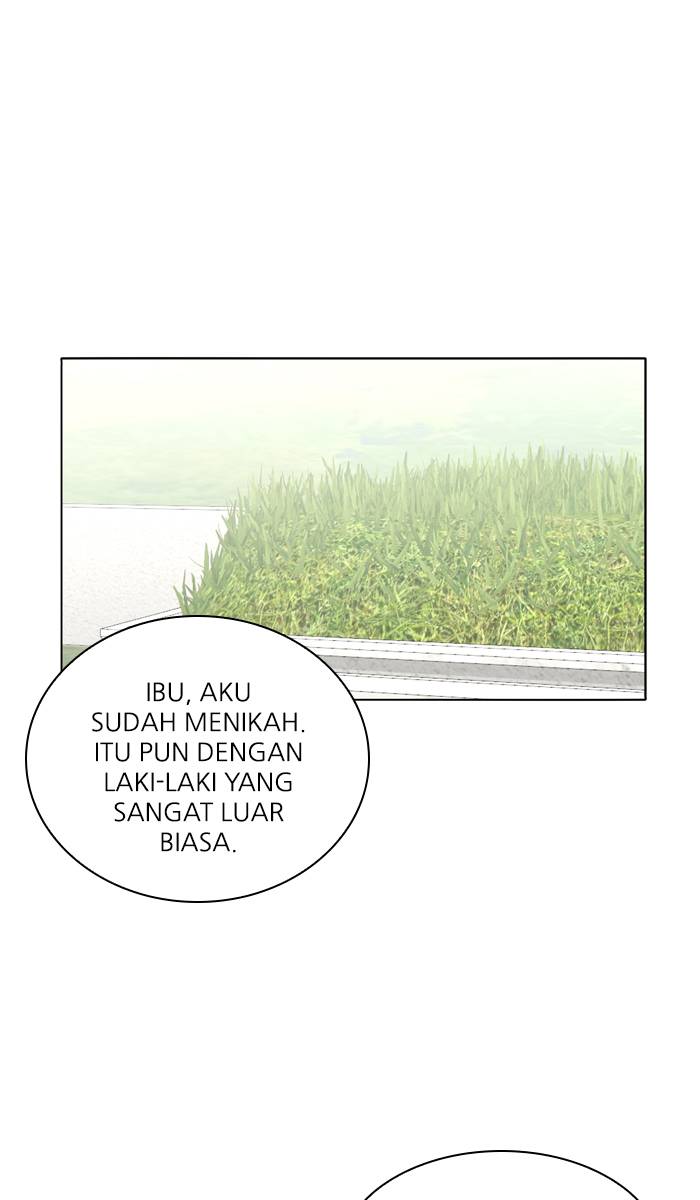 IBU, AKU
SUDAH MENIKAH.
ITU PUN DENGAN
LAKI-LAKI YANG
SANGAT LUAR
BIASA.